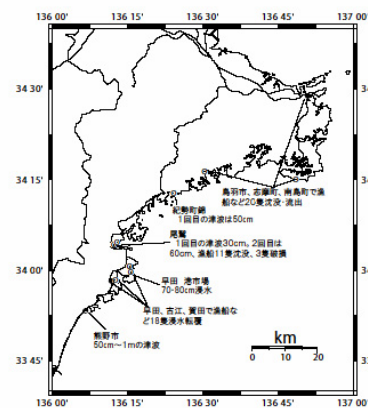 136 00'
136 15'
136 30'
136 45'
137 00'
34 30'
34 15'
34 00'
33 45'
鳥羽市、志摩町、南島町で漁
船など20隻沈没・流出
紀勢町錦
1回目の津波は50cm
尾鷲
1回目の津波30cm。2回目は
60cm、漁船11隻沈没、3隻破損
早田 港市場
70-80cm浸水
早田、古江、賀田で漁船な
ど18隻浸水転覆
熊野市
50cm～1mの津波
km
0
10
20